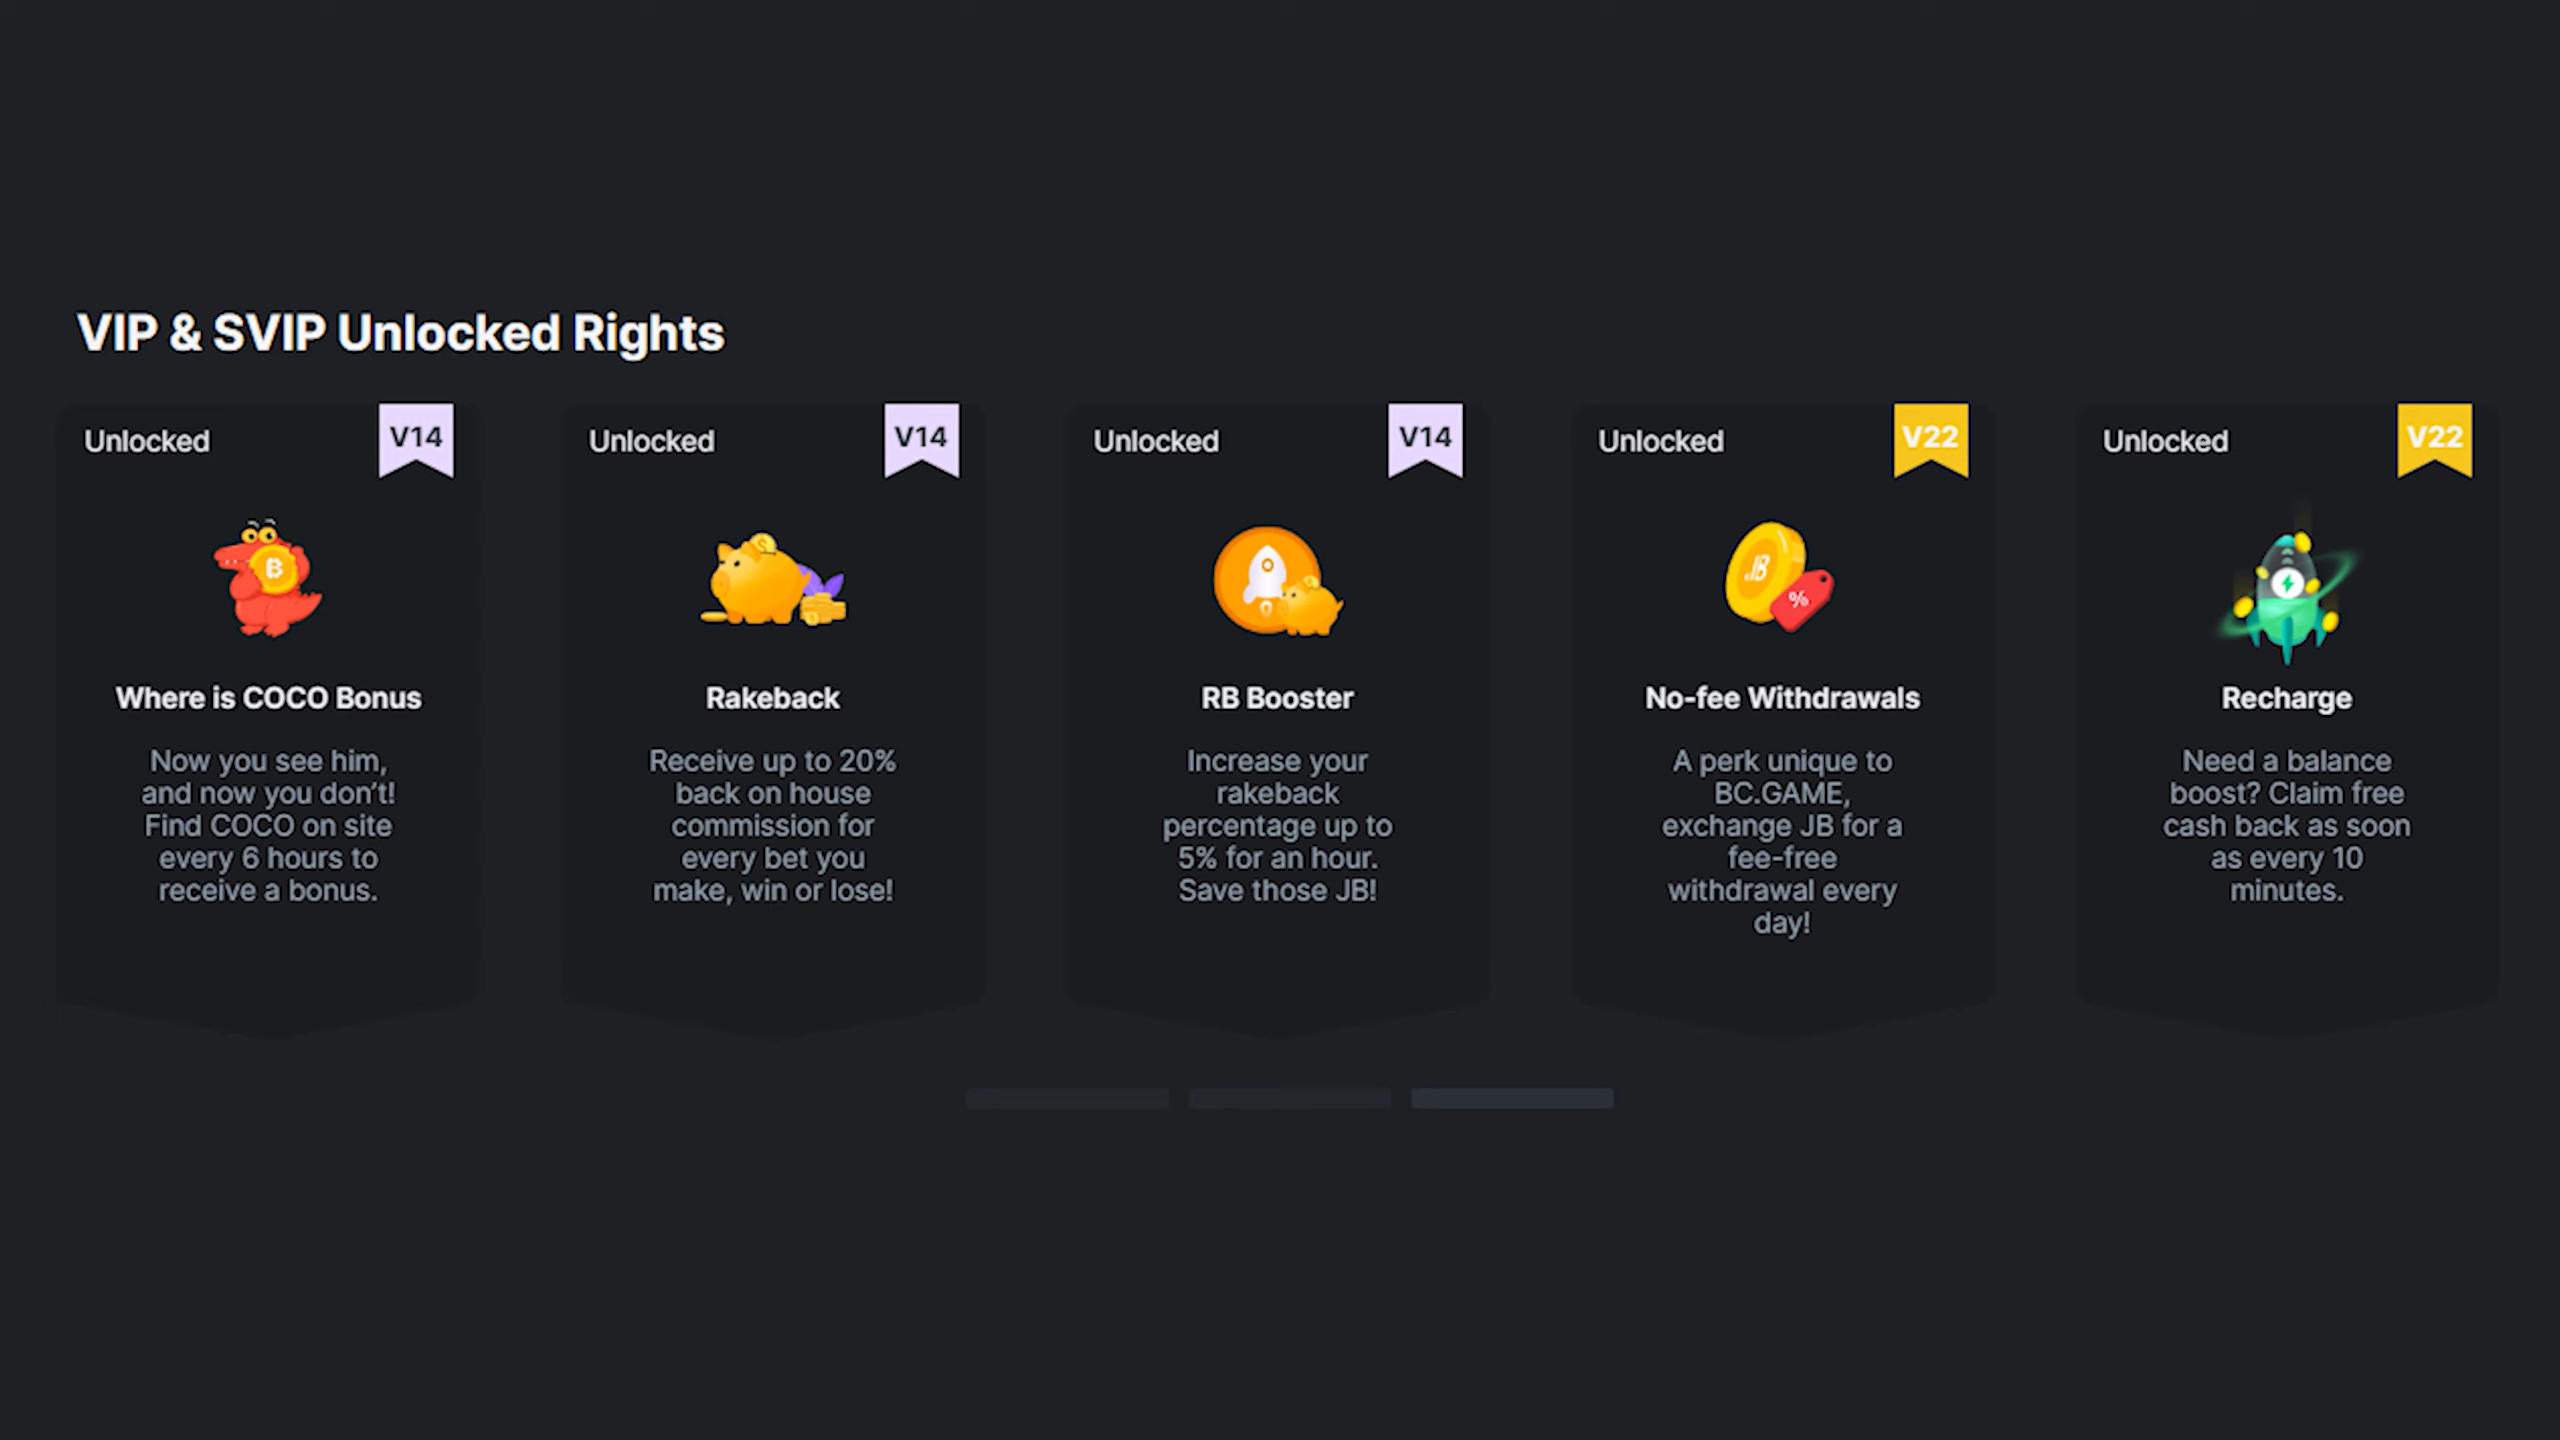 VIP & SVIP Unlocked Rights
Unlocked
V14
Where is COCO Bonus
Now you see him,
and now you don't!
Find COCO on site
every 6 hours to
receive a bonus.
Unlocked
V14
Rakeback
Receive up to 20%
back on house
commission for
every bet you
make, win or lose!
Unlocked
V14
RB Booster
Increase your
rakeback
percentage up to
5% for an hour.
Save those JB!
Unlocked
V22
JB
%
No-fee Withdrawals
A perk unique to
BC.GAME,
exchange JB for a
fee-free
withdrawal every
day!
Unlocked
V22
Recharge
Need a balance
boost? Claim free
cash back as soon
as every 10
minutes.